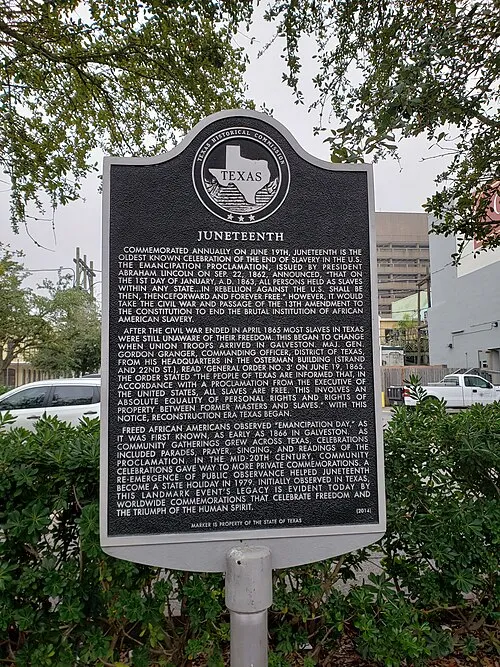 TEXAS HISTORICAL COMMISSION
TEXAS
JUNETEENTH
COMMEMORATED ANNUALLY ON JUNE 19TH, JUNETEENTH IS THE
OLDEST KNOWN CELEBRATION OF THE END OF SLAVERY IN THE U.S.
THE EMANCIPATION PROCLAMATION, ISSUED BY PRESIDENT
ABRAHAM LINCOLN ON SEP. 22, 1862, ANNOUNCED, "THAT ON
THE 1ST DAY OF JANUARY, A.D. 1863, ALL PERSONS HELD AS SLAVES
WITHIN ANY STATE...IN REBELLION AGAINST THE U.S. SHALL BE
THEN, THENCEFORWARD AND FOREVER FREE." HOWEVER, IT WOULD
TAKE THE CIVIL WAR AND PASSAGE OF THE 13TH AMENDMENT TO
THE CONSTITUTION TO END THE BRUTAL INSTITUTION OF AFRICAN
AMERICAN SLAVERY.
AFTER THE CIVIL WAR ENDED IN APRIL 1865 MOST SLAVES IN TEXAS
WERE STILL UNAWARE OF THEIR FREEDOM. THIS BEGAN TO CHANGE
WHEN UNION TROOPS ARRIVED IN GALVESTON. MAJ. GEN.
GORDON GRANGER, COMMANDING OFFICER, DISTRICT OF TEXAS,
FROM HIS HEADQUARTERS IN THE OSTERMAN BUILDING (STRAND
AND 22ND ST.), READ 'GENERAL ORDER NO. 3' ON JUNE 19, 1865.
THE ORDER STATED "THE PEOPLE OF TEXAS ARE INFORMED THAT, IN
ACCORDANCE WITH A PROCLAMATION FROM THE EXECUTIVE OF
THE UNITED STATES, ALL SLAVES ARE FREE. THIS INVOLVES AN
ABSOLUTE EQUALITY OF PERSONAL RIGHTS AND RIGHTS OF
PROPERTY BETWEEN FORMER MASTERS AND SLAVES." WITH THIS
NOTICE, RECONSTRUCTION ERA TEXAS BEGAN.
FREED AFRICAN AMERICANS OBSERVED "EMANCIPATION DAY," AS
IT WAS FIRST KNOWN, AS EARLY AS 1866 IN GALVESTON. AS
COMMUNITY GATHERINGS GREW ACROSS TEXAS, CELEBRATIONS
INCLUDED PARADES, PRAYER, SINGING, AND READINGS OF THE
PROCLAMATION. IN THE MID-20TH CENTURY, COMMUNITY
CELEBRATIONS GAVE WAY TO MORE PRIVATE COMMEMORATIONS. A
RE-EMERGENCE OF PUBLIC OBSERVANCE HELPED JUNETEENTH
BECOME A STATE HOLIDAY IN 1979. INITIALLY OBSERVED IN TEXAS,
THIS LANDMARK EVENT'S LEGACY IS EVIDENT TODAY BY
WORLDWIDE COMMEMORATIONS THAT CELEBRATE FREEDOM AND
THE TRIUMPH OF THE HUMAN SPIRIT.
(2014)
MARKER IS PROPERTY OF THE STATE OF TEXAS